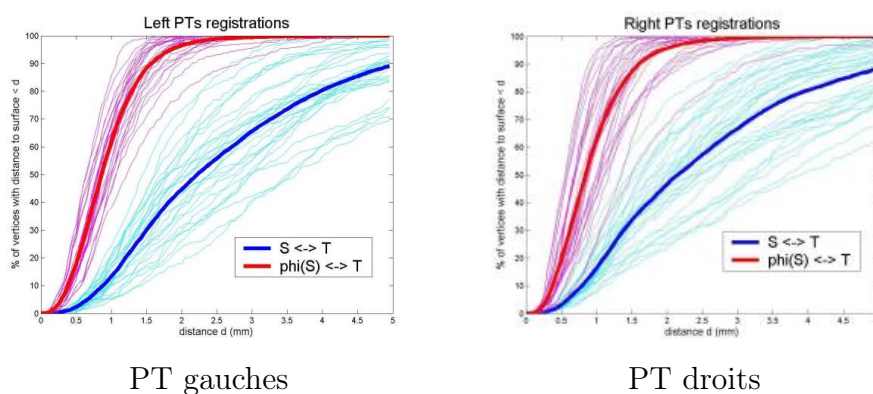 Left PTs registrations
% of vertices with distance to surface < d
100
90
80
70
60
50
40
30
20
10
0
S <-> T
phi(S) <-> T
0 0.5 1 1.5 2 2.5 3 3.5 4 4.5 5
distance d (mm)
PT gauches
Right PTs registrations
% of vertices with distance to surface < d
100
90
80
70
60
50
40
30
20
10
0
S <-> T
phi(S) <-> T
0 0.5 1 1.5 2 2.5 3 3.5 4 4.5
distance d (mm)
PT droits